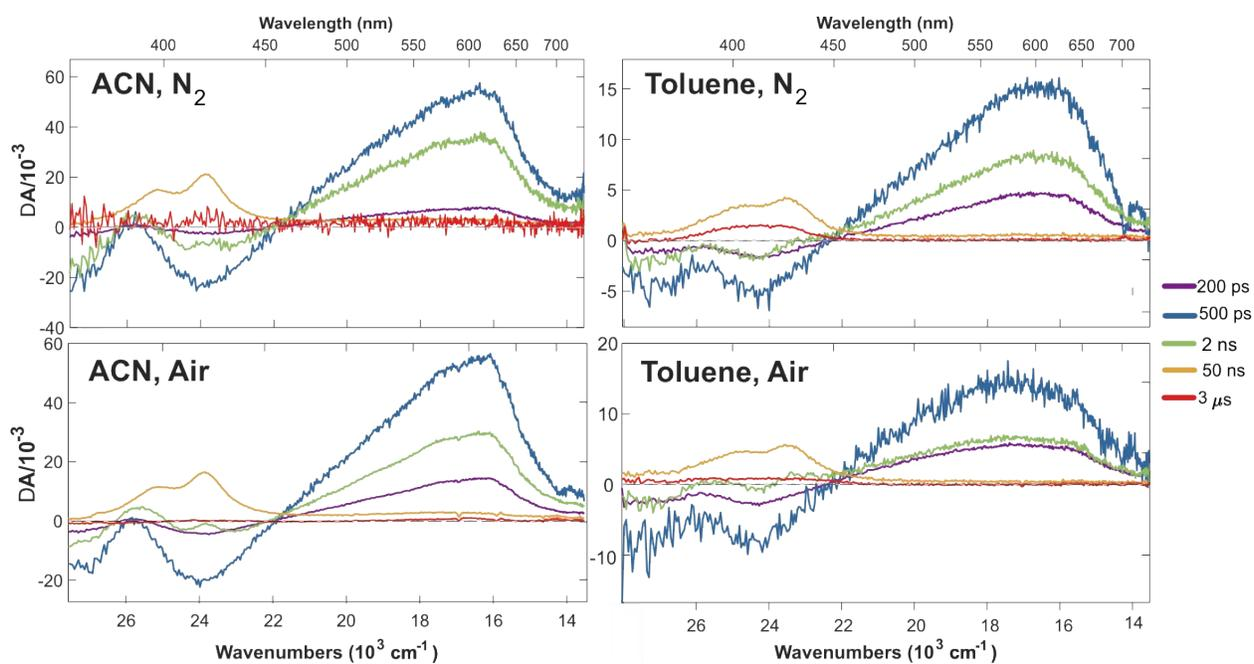 Wavelength (nm)
Wavelength (nm)
400 450 500 550 600 650 700
400 450 500 550 600 650 700
ACN, N2
Toluene, N2
60
40
20
0
-20
-40
DA/10-3
15
10
5
0
-5
200 ps
500 ps
2 ns
50 ns
3 μs
ACN, Air
Toluene, Air
60
40
20
0
-20
DA/10-3
20
10
0
-10
26 24 22 20 18 16 14
26 24 22 20 18 16 14
Wavenumbers (10³ cm⁻¹)
Wavenumbers (10³ cm⁻¹)